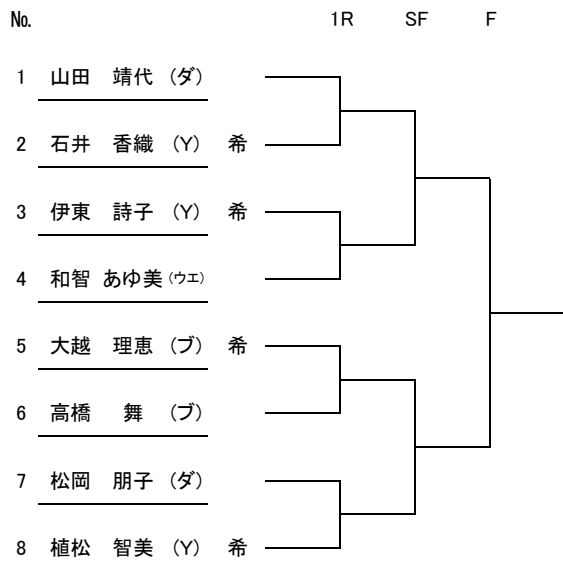 No. 1R SF F
1 山田 靖代 (ダ)
2 石井 香織 (Y) 希
3 伊東 詩子 (Y) 希
4 和智 あゆ美 (ウエ)
5 大越 理恵 (ブ) 希
6 高橋 舞 (ブ)
7 松岡 朋子 (ダ)
8 植松 智美 (Y) 希